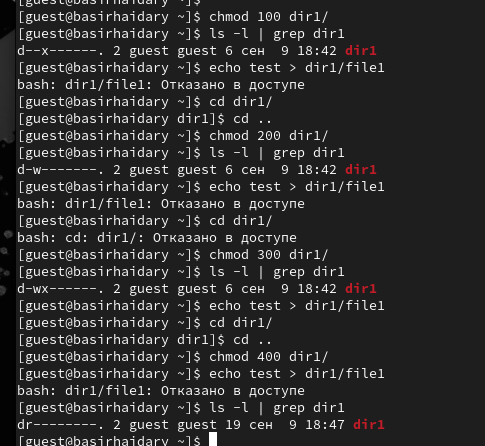 [guest@basirhaidary ~]$
[guest@basirhaidary ~]$ chmod 100 dir1/
[guest@basirhaidary ~]$ ls -l | grep dir1
d--x------. 2 guest guest 6 сен  9 18:42 dir1
[guest@basirhaidary ~]$ echo test > dir1/file1
bash: dir1/file1: Отказано в доступе
[guest@basirhaidary ~]$ cd dir1/
[guest@basirhaidary dir1]$ cd ..
[guest@basirhaidary ~]$ chmod 200 dir1/
[guest@basirhaidary ~]$ ls -l | grep dir1
d-w-------. 2 guest guest 6 сен  9 18:42 dir1
[guest@basirhaidary ~]$ echo test > dir1/file1
bash: dir1/file1: Отказано в доступе
[guest@basirhaidary ~]$ cd dir1/
bash: cd: dir1/: Отказано в доступе
[guest@basirhaidary ~]$ chmod 300 dir1/
[guest@basirhaidary ~]$ ls -l | grep dir1
d-wx------. 2 guest guest 6 сен  9 18:42 dir1
[guest@basirhaidary ~]$ echo test > dir1/file1
[guest@basirhaidary ~]$ cd dir1/
[guest@basirhaidary dir1]$ cd ..
[guest@basirhaidary ~]$ chmod 400 dir1/
[guest@basirhaidary ~]$ echo test > dir1/file1
bash: dir1/file1: Отказано в доступе
[guest@basirhaidary ~]$ ls -l | grep dir1
dr--------. 2 guest guest 19 сен  9 18:47 dir1
[guest@basirhaidary ~]$